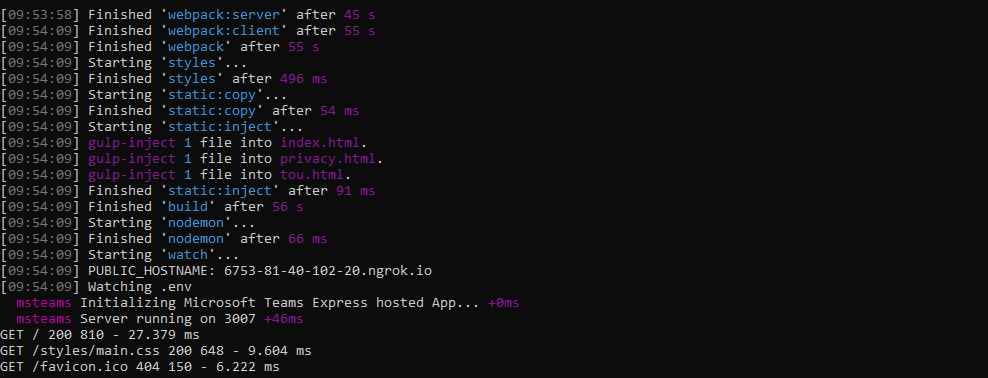 [09:53:58] Finished 'webpack:server' after 45 s
[09:54:09] Finished 'webpack:client' after 55 s
[09:54:09] Finished 'webpack' after 55 s
[09:54:09] Starting 'styles'...
[09:54:09] Finished 'styles' after 496 ms
[09:54:09] Starting 'static:copy'...
[09:54:09] Finished 'static:copy' after 54 ms
[09:54:09] Starting 'static:inject'...
[09:54:09] gulp-inject 1 file into index.html.
[09:54:09] gulp-inject 1 file into privacy.html.
[09:54:09] gulp-inject 1 file into tou.html.
[09:54:09] Finished 'static:inject' after 91 ms
[09:54:09] Finished 'build' after 56 s
[09:54:09] Starting 'nodemon'...
[09:54:09] Finished 'nodemon' after 66 ms
[09:54:09] Starting 'watch'...
[09:54:09] PUBLIC_HOSTNAME: 6753-81-40-102-20.ngrok.io
[09:54:09] Watching .env
msteams Initializing Microsoft Teams Express hosted App... +0ms
msteams Server running on 3007 +46ms
GET / 200 810 - 27.379 ms
GET /styles/main.css 200 648 - 9.604 ms
GET /favicon.ico 404 150 - 6.222 ms